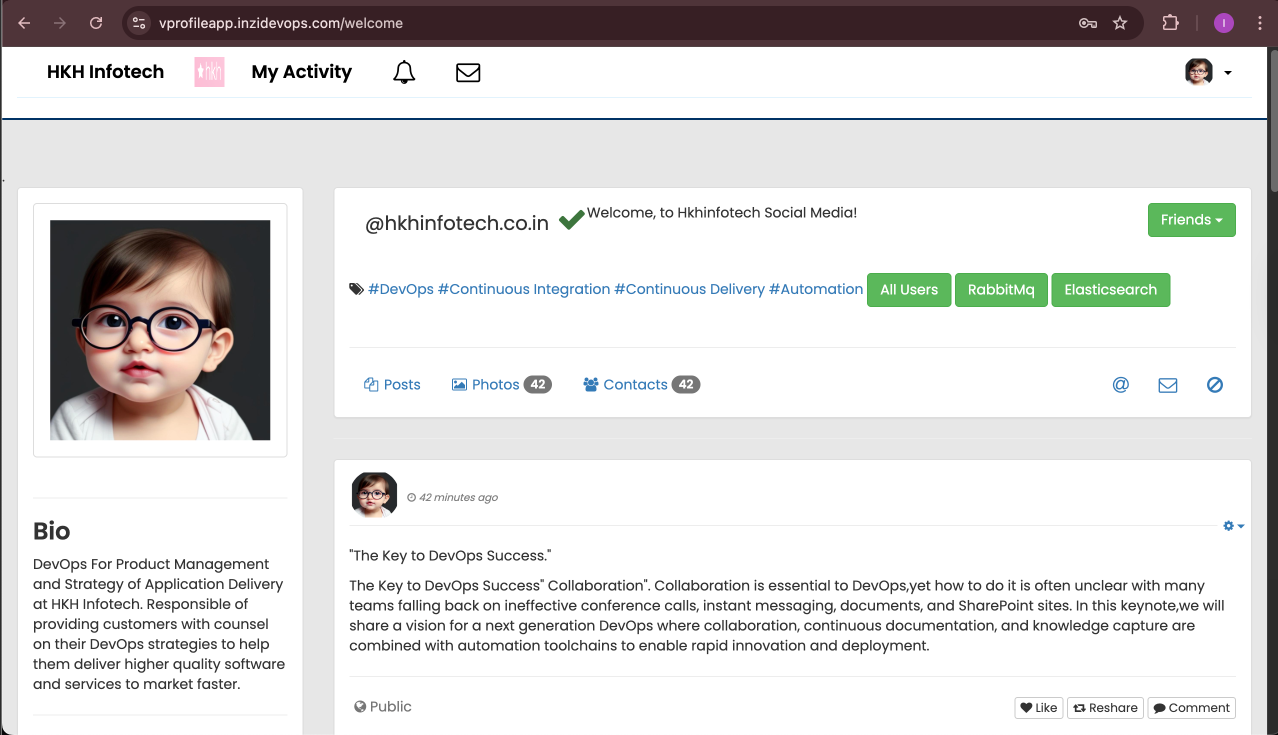 vprofileapp.inzidevops.com/welcome
I
HKH Infotech
hkh
My Activity
@hkhinfotech.co.in
Welcome, to Hkhinfotech Social Media!
Friends
#DevOps #Continuous Integration #Continuous Delivery #Automation
All Users
RabbitMq
Elasticsearch
Posts
Photos 42
Contacts 42
@
Bio
DevOps For Product Management
and Strategy of Application Delivery
at HKH Infotech. Responsible of
providing customers with counsel
on their DevOps strategies to help
them deliver higher quality software
and services to market faster.
42 minutes ago
"The Key to DevOps Success."
The Key to DevOps Success" Collaboration". Collaboration is essential to DevOps,yet how to do it is often unclear with many
teams falling back on ineffective conference calls, instant messaging, documents, and SharePoint sites. In this keynote,we will
share a vision for a next generation DevOps where collaboration, continuous documentation, and knowledge capture are
combined with automation toolchains to enable rapid innovation and deployment.
Public
Like
Reshare
Comment